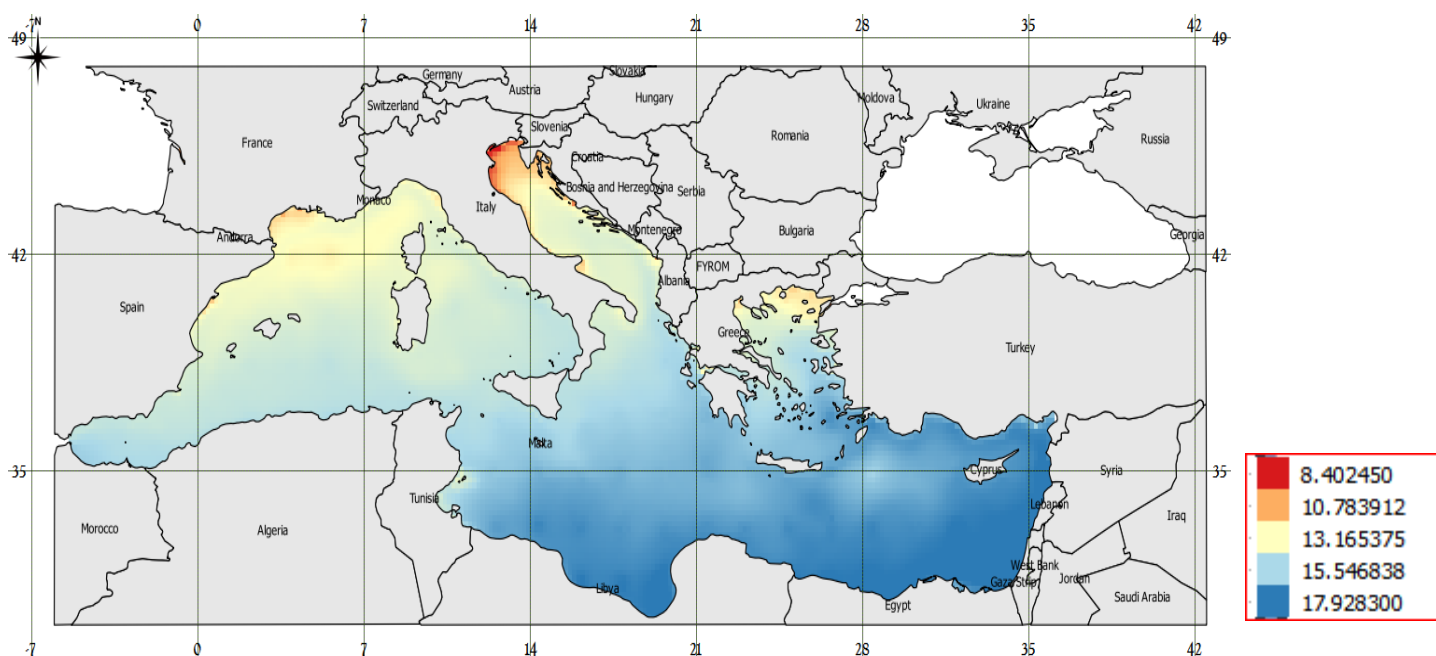 -7 0 7 14 21 28 35 42
N
49 49
Germany
Slovakia
Austria
Switzerland
Hungary
Moldova
Ukraine
Slovenia
France
Romania
Russia
Croatia
Bosnia and Herzegovina
Serbia
Monaco
Italy
Andorra
Montenegro
Bulgaria
Georgia
42 42
FYROM
Albania
Spain
Greece
Turkey
Malta
35 35
Cyprus
Syria
Tunisia
Lebanon
Morocco
Algeria
Iraq
West Bank
Gaza Strip
Jordan
Libya
Egypt
Saudi Arabia
-7 0 7 14 21 28 35 42
8.402450
10.783912
13.165375
15.546838
17.928300